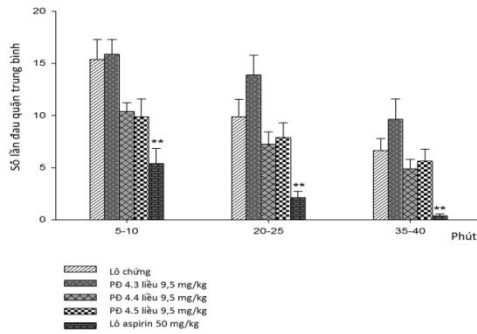 Số lần đau quặn trung bình
20
15
10
5
0
**
**
**
5-10
20-25
35-40
Phút
Lô chứng
PĐ 4.3 liều 9,5 mg/kg
PĐ 4.4 liều 9,5 mg/kg
PĐ 4.5 liều 9,5 mg/kg
Lô aspirin 50 mg/kg